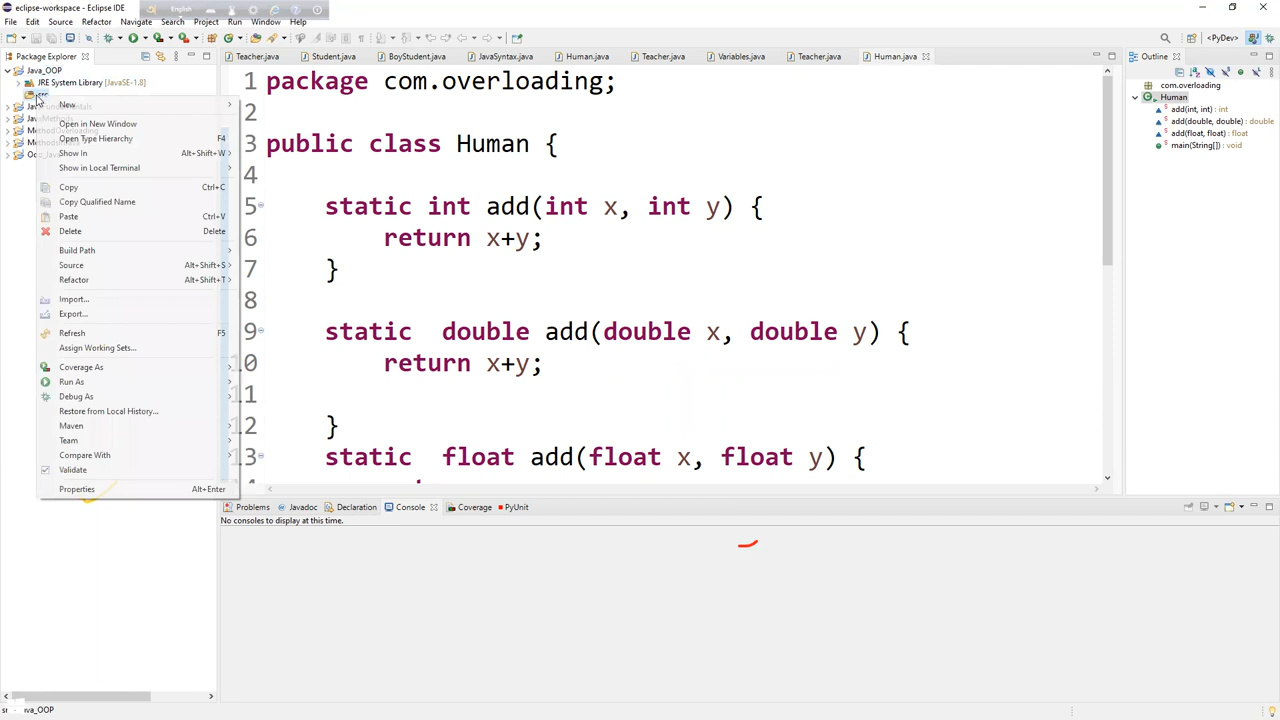 eclipse-workspace - Eclipse IDE
English
File Edit Source Refactor Navigate Search Project Run Window Help
<PyDev>
Package Explorer
Teacher.java Student.java BoyStudent.java JavaSyntax.java Human.java Teacher.java Variables.java Teacher.java Human.java
Outline
Java_OOP
JRE System Library [JavaSE-1.8]
src
New
Open in New Window
Open Type Hierarchy F4
Show In Alt+Shift+W
Show in Local Terminal
Copy Ctrl+C
Copy Qualified Name
Paste Ctrl+V
Delete Delete
Build Path
Source Alt+Shift+S
Refactor Alt+Shift+T
Import...
Export...
Refresh F5
Assign Working Sets...
Coverage As
Run As
Debug As
Restore from Local History...
Maven
Team
Compare With
Validate
Properties Alt+Enter
1 package com.overloading;
2
3 public class Human {
4
5 static int add(int x, int y) {
6 return x+y;
7 }
8
9 static double add(double x, double y) {
10 return x+y;
11
12 }
13 static float add(float x, float y) {
com.overloading
Human
add(int, int) : int
add(double, double) : double
add(float, float) : float
main(String[]) : void
Problems Javadoc Declaration Console Coverage PyUnit
No consoles to display at this time.